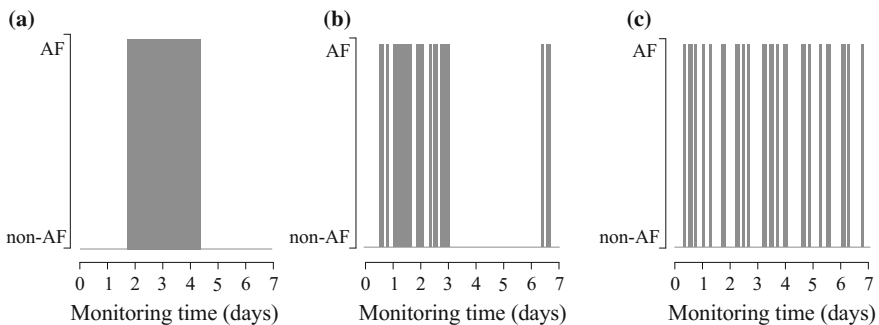 (a)
AF
non-AF
0 1 2 3 4 5 6 7
Monitoring time (days)
(b)
AF
non-AF
0 1 2 3 4 5 6 7
Monitoring time (days)
(c)
AF
non-AF
0 1 2 3 4 5 6 7
Monitoring time (days)